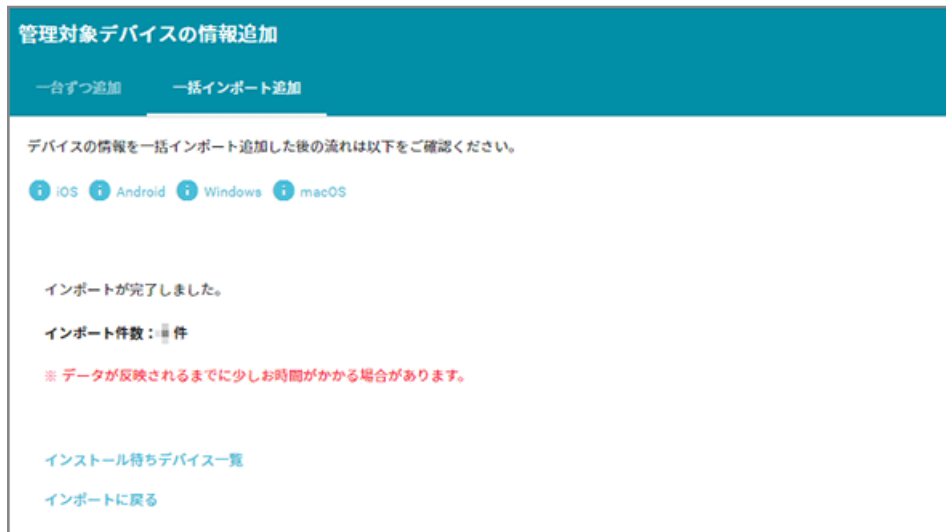 管理対象デバイスの情報追加
一台ずつ追加 一括インポート追加
デバイスの情報を一括インポート追加した後の流れは以下をご確認ください。
iOS Android Windows macOS
インポートが完了しました。
インポート件数: 件
※ データが反映されるまでに少しお時間がかかる場合があります。
インストール待ちデバイス一覧
インポートに戻る